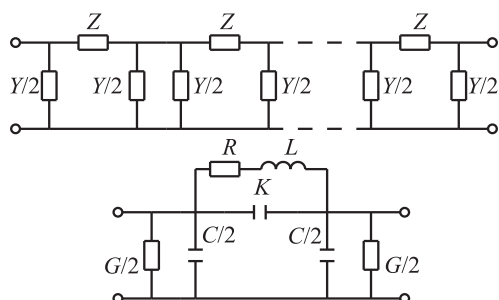 Z Z Z
Y/2 Y/2 Y/2 Y/2 Y/2 Y/2
R L
K
C/2 C/2
G/2 G/2